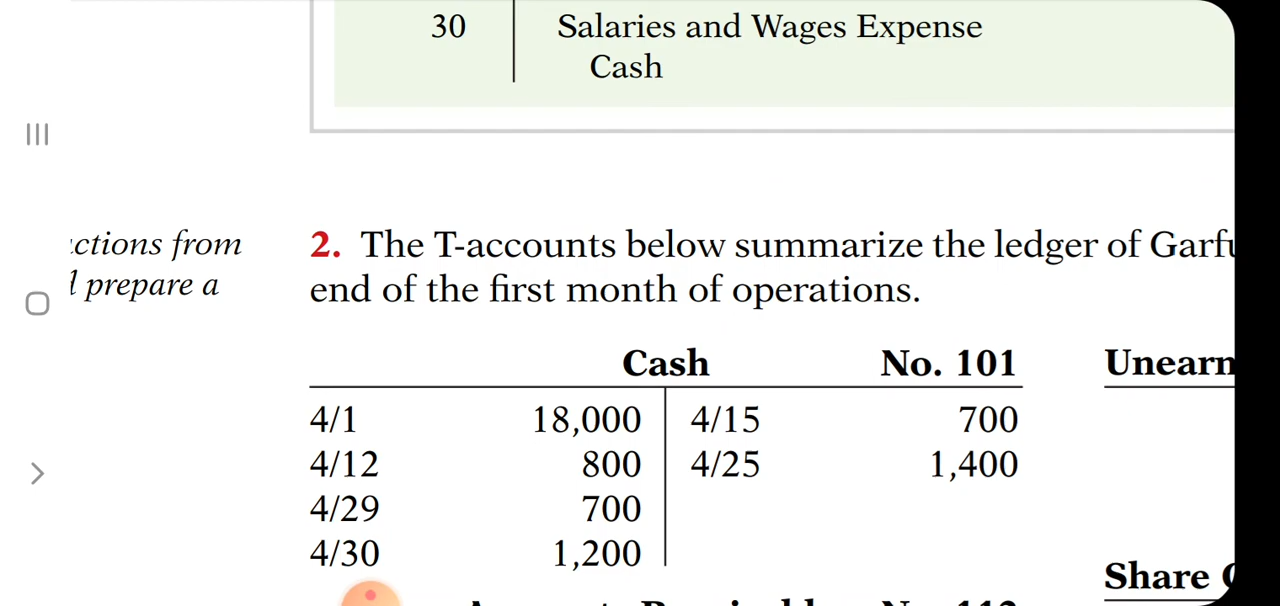 30 Salaries and Wages Expense
Cash
actions from
prepare a
2. The T-accounts below summarize the ledger of Garfu
end of the first month of operations.
Cash No. 101
4/1 18,000 4/15 700
4/12 800 4/25 1,400
4/29 700
4/30 1,200
Unearn
Share